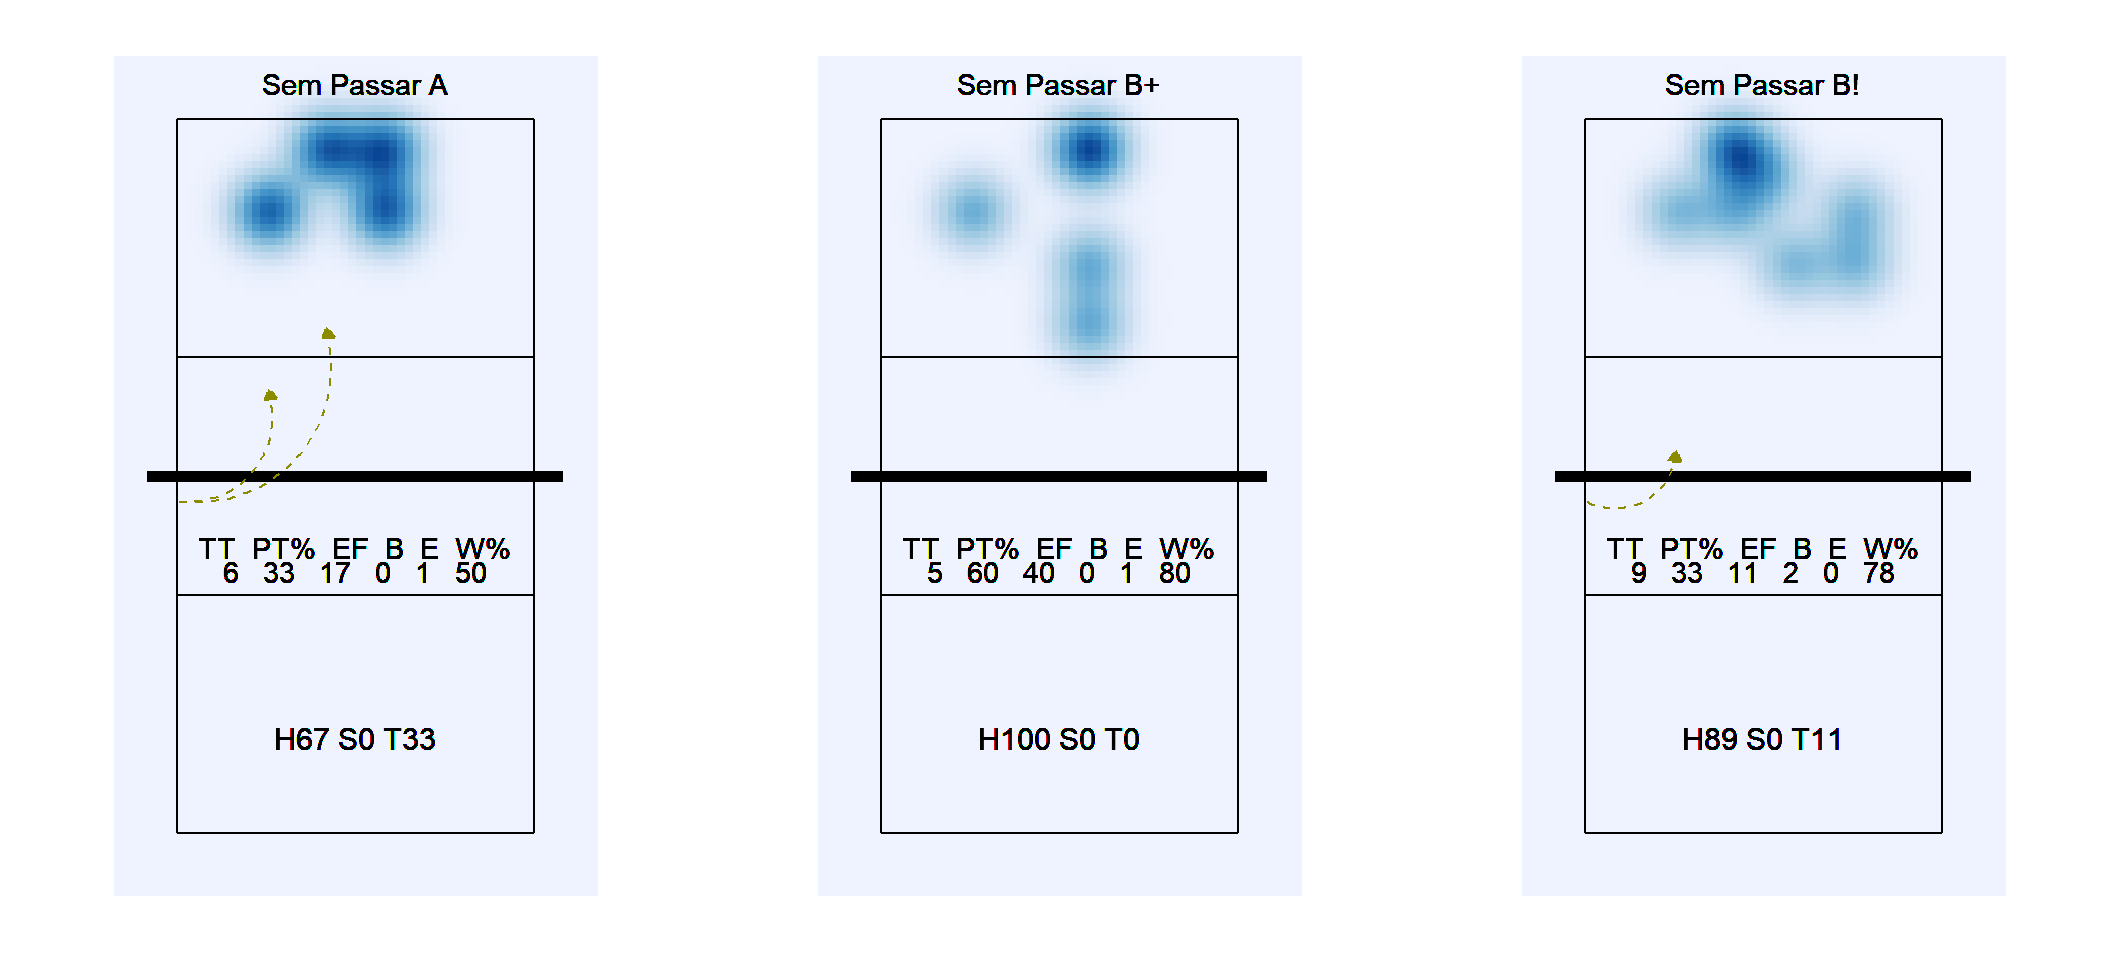 Sem Passar A
TT PT% EF B E W%
6 33 17 0 1 50
H67 S0 T33
Sem Passar B+
TT PT% EF B E W%
5 60 40 0 1 80
H100 S0 T0
Sem Passar B!
TT PT% EF B E W%
9 33 11 2 0 78
H89 S0 T11